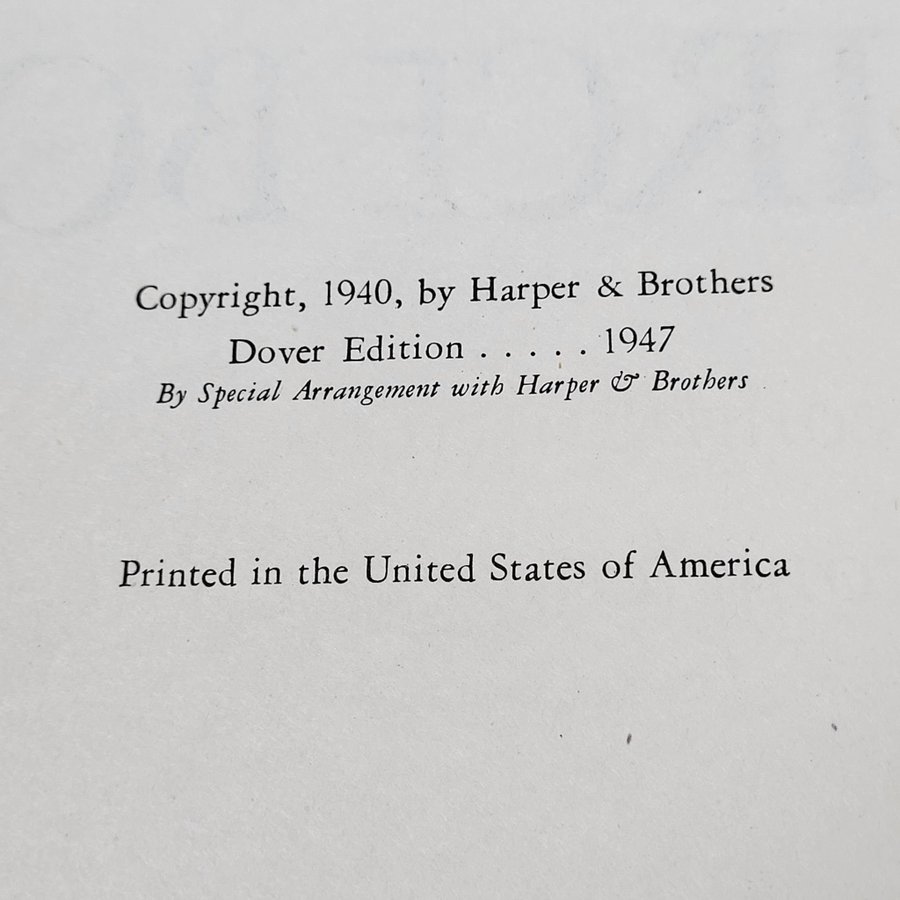 Copyright, 1940, by Harper & Brothers
Dover Edition . . . . . 1947
By Special Arrangement with Harper & Brothers
Printed in the United States of America